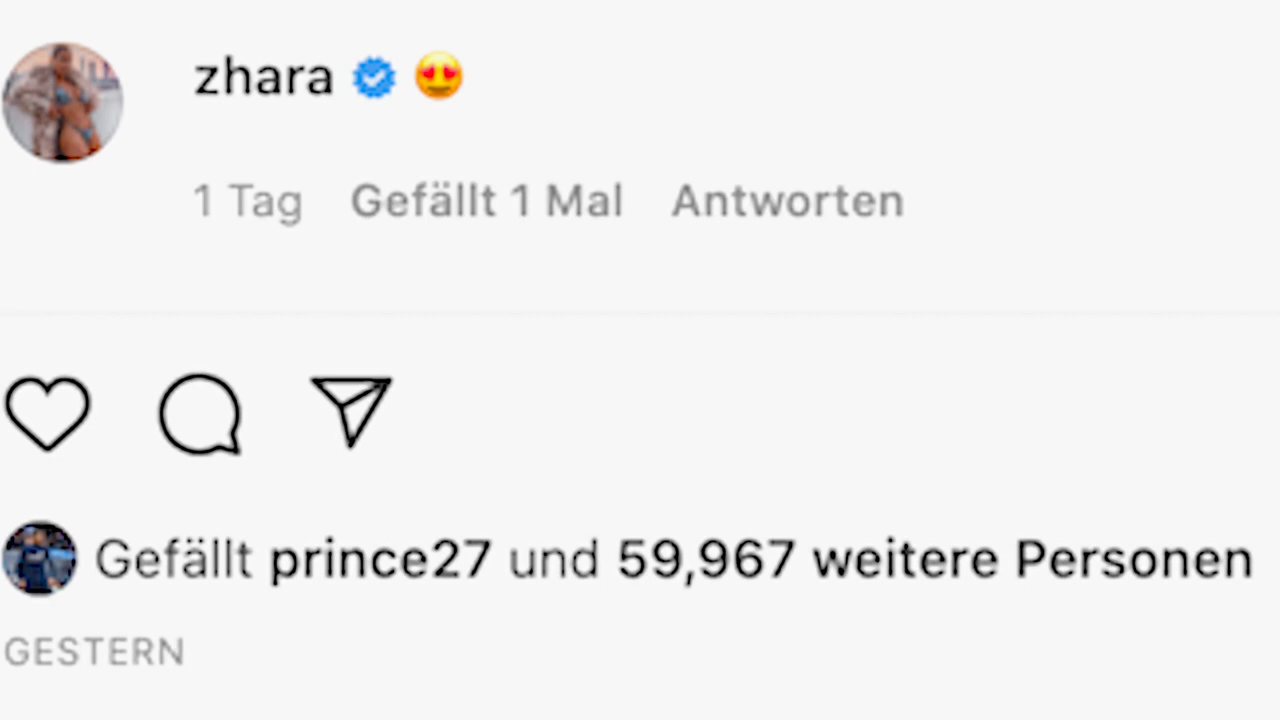 zhara 😍
1 Tag Gefällt 1 Mal Antworten
Gefällt prince27 und 59,967 weitere Personen
GESTERN